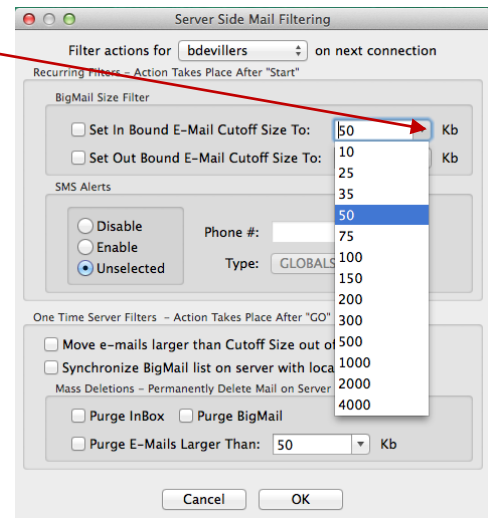 Server Side Mail Filtering
Filter actions for bdevillers on next connection
Recurring Filters – Action Takes Place After "Start"
BigMail Size Filter
Set In Bound E-Mail Cutoff Size To: 50 Kb
Set Out Bound E-Mail Cutoff Size To: Kb
10
25
35
50
75
100
150
200
300
500
1000
2000
4000
SMS Alerts
Disable
Enable
Unselected
Phone #:
Type: GLOBALS
One Time Server Filters – Action Takes Place After "GO"
Move e-mails larger than Cutoff Size out of
Synchronize BigMail list on server with loca
Mass Deletions – Permanently Delete Mail on Server
Purge InBox Purge BigMail
Purge E-Mails Larger Than: 50 Kb
Cancel OK